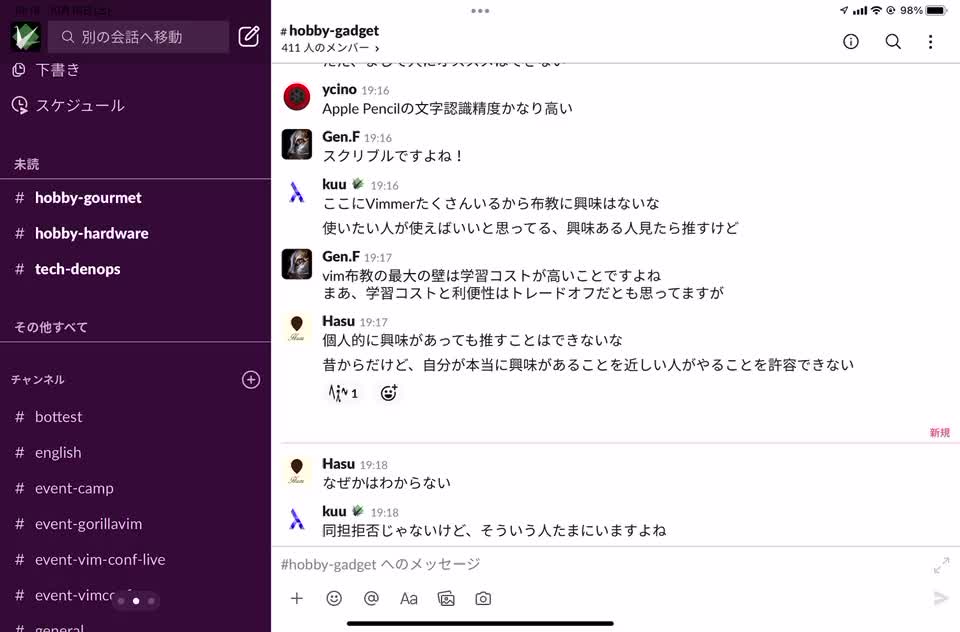 別の会話へ移動
下書き
スケジュール
未読
# hobby-gourmet
# hobby-hardware
# tech-denops
その他すべて
チャンネル
# bottest
# english
# event-camp
# event-gorillavim
# event-vim-conf-live
# general
98%
#hobby-gadget
411 人のメンバー ›
ycino 19:16
Apple Pencilの文字認識精度かなり高い
Gen.F 19:16
スクリブルですよね！
kuu 19:16
ここにVimmerたくさんいるから布教に興味はないな
使いたい人が使えばいいと思ってる、興味ある人見たら推すけど
Gen.F 19:17
vim布教の最大の壁は学習コストが高いことですよね
まあ、学習コストと利便性はトレードオフだとも思ってますが
Hasu 19:17
個人的に興味があっても推すことはできないな
昔からだけど、自分が本当に興味があることを近しい人がやることを許容できない
1
新規
Hasu 19:18
なぜかはわからない
kuu 19:18
同担拒否じゃないけど、そういう人たまにいますよね
#hobby-gadget へのメッセージ
Aa